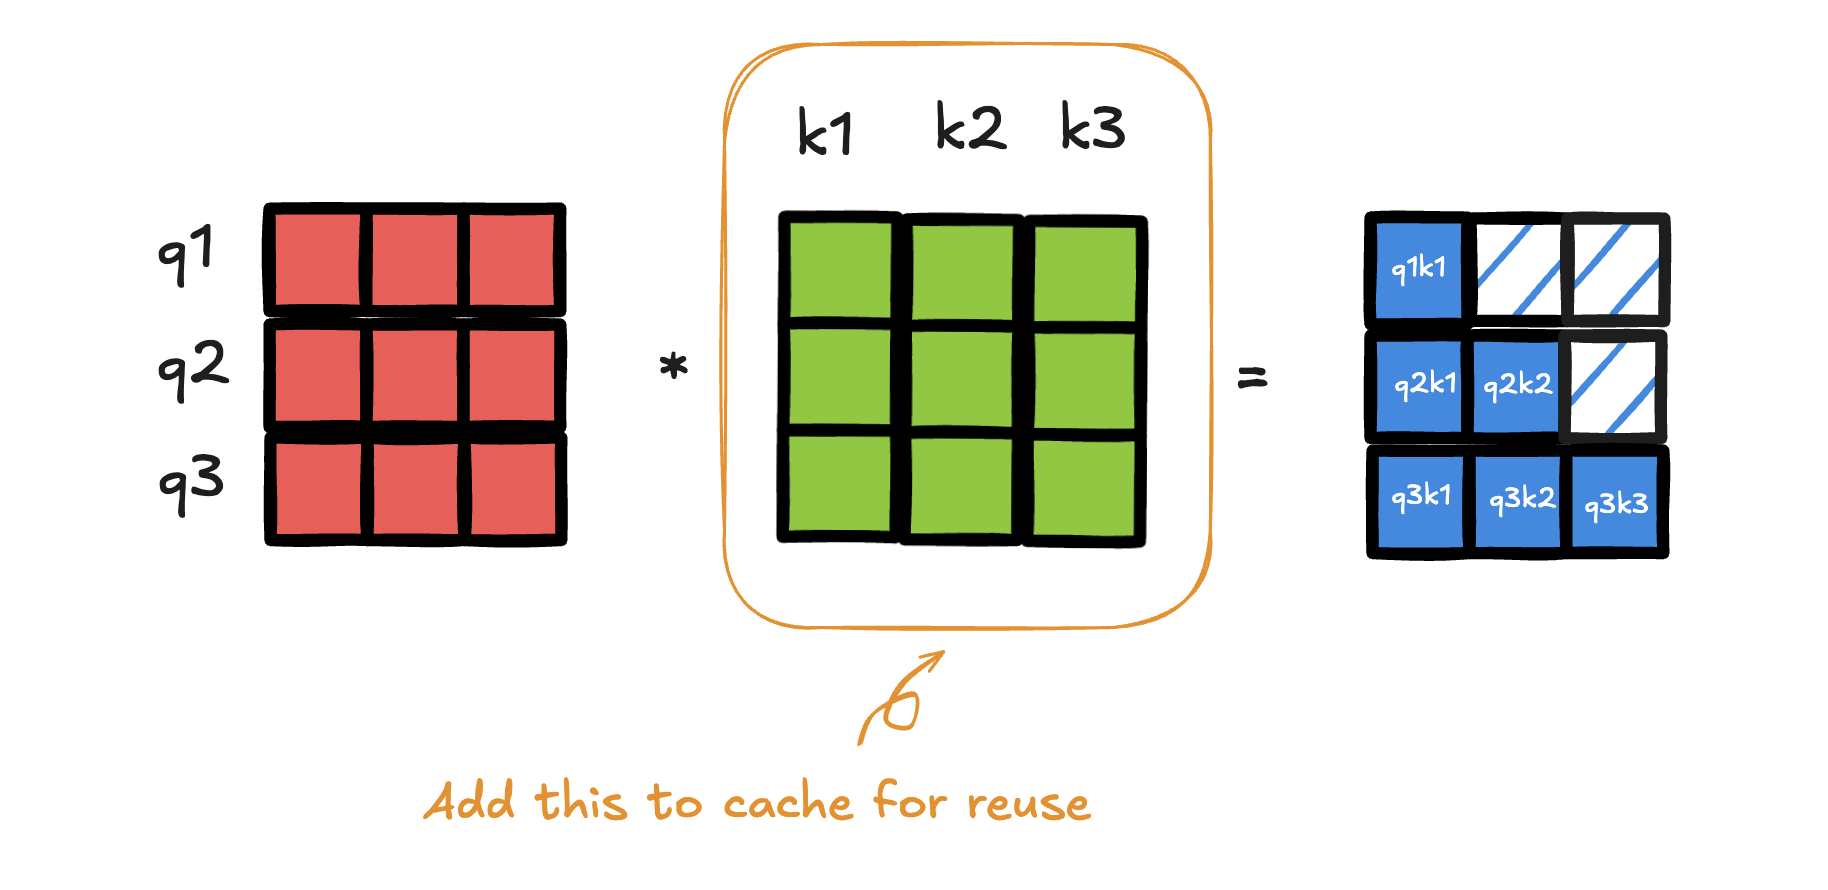 k1 k2 k3
q1
q2
q3
*
=
q1k1
q2k1 q2k2
q3k1 q3k2 q3k3
Add this to cache for reuse